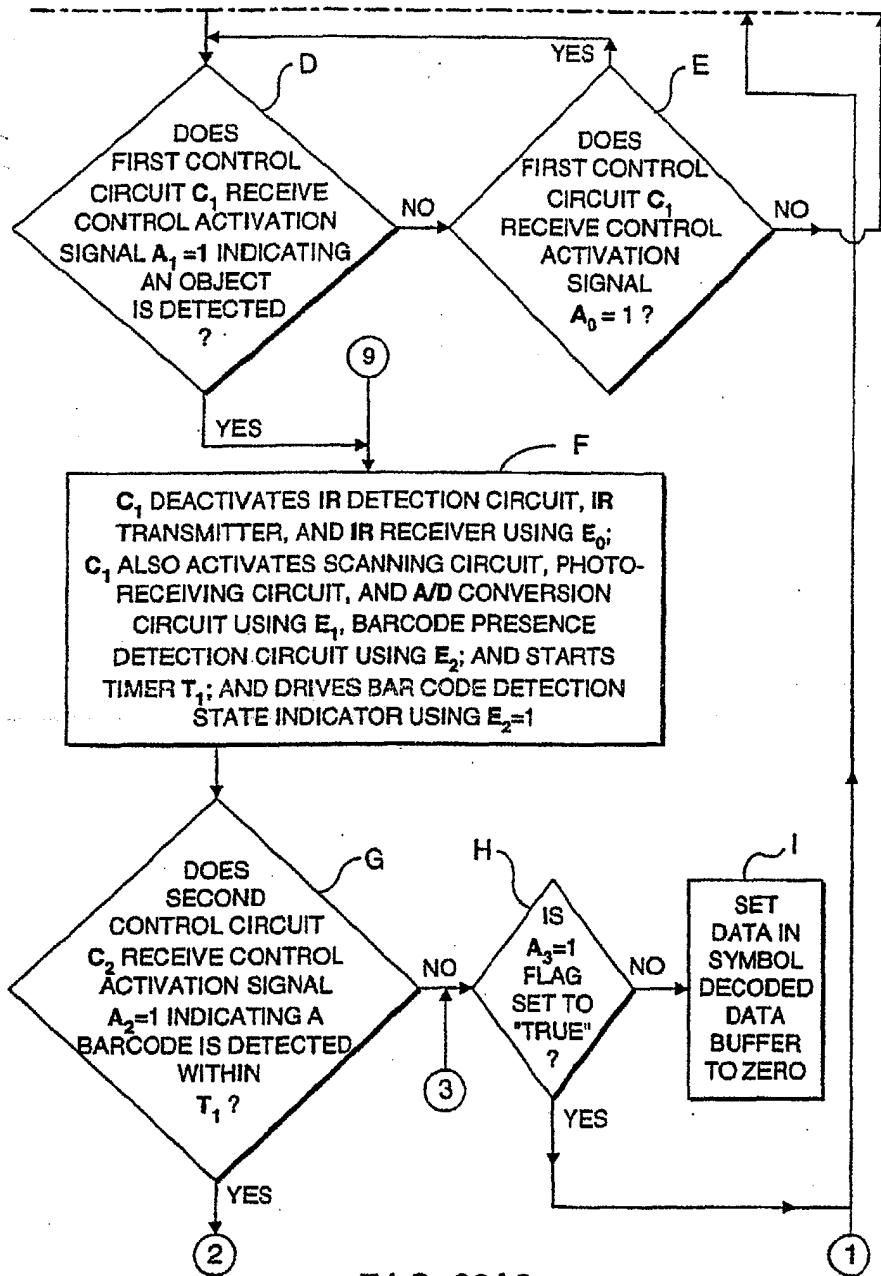 YES
D
E
DOES
FIRST CONTROL
CIRCUIT C1 RECEIVE
CONTROL ACTIVATION
SIGNAL A1 =1 INDICATING
AN OBJECT
IS DETECTED
?
NO
DOES
FIRST CONTROL
CIRCUIT C1
RECEIVE CONTROL
ACTIVATION
SIGNAL
A0 = 1 ?
NO
9
YES
F
C1 DEACTIVATES IR DETECTION CIRCUIT, IR
TRANSMITTER, AND IR RECEIVER USING E0;
C1 ALSO ACTIVATES SCANNING CIRCUIT, PHOTO-
RECEIVING CIRCUIT, AND A/D CONVERSION
CIRCUIT USING E1, BARCODE PRESENCE
DETECTION CIRCUIT USING E2; AND STARTS
TIMER T1; AND DRIVES BAR CODE DETECTION
STATE INDICATOR USING E2=1
G
DOES
SECOND
CONTROL CIRCUIT
C2 RECEIVE CONTROL
ACTIVATION SIGNAL
A2=1 INDICATING A
BARCODE IS DETECTED
WITHIN
T1 ?
NO
3
H
IS
A3=1
FLAG
SET TO
"TRUE"
?
NO
I
SET
DATA IN
SYMBOL
DECODED
DATA
BUFFER
TO ZERO
YES
YES
2
1